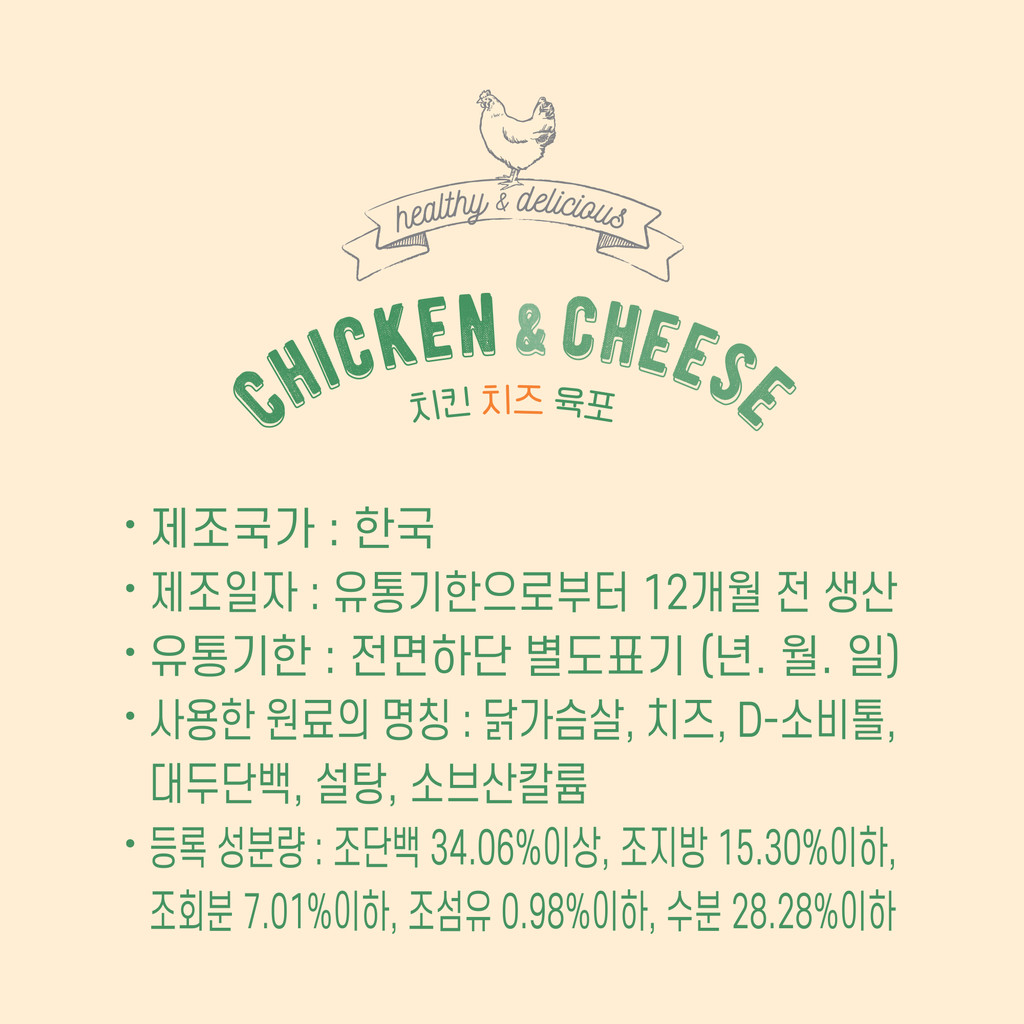 healthy & delicious
CHICKEN & CHEESE
치킨 치즈 육포
• 제조국가 : 한국
• 제조일자 : 유통기한으로부터 12개월 전 생산
• 유통기한 : 전면하단 별도표기 (년. 월. 일)
• 사용한 원료의 명칭 : 닭가슴살, 치즈, D-소비톨,
대두단백, 설탕, 소브산칼륨
• 등록 성분량 : 조단백 34.06%이상, 조지방 15.30%이하,
조회분 7.01%이하, 조섬유 0.98%이하, 수분 28.28%이하